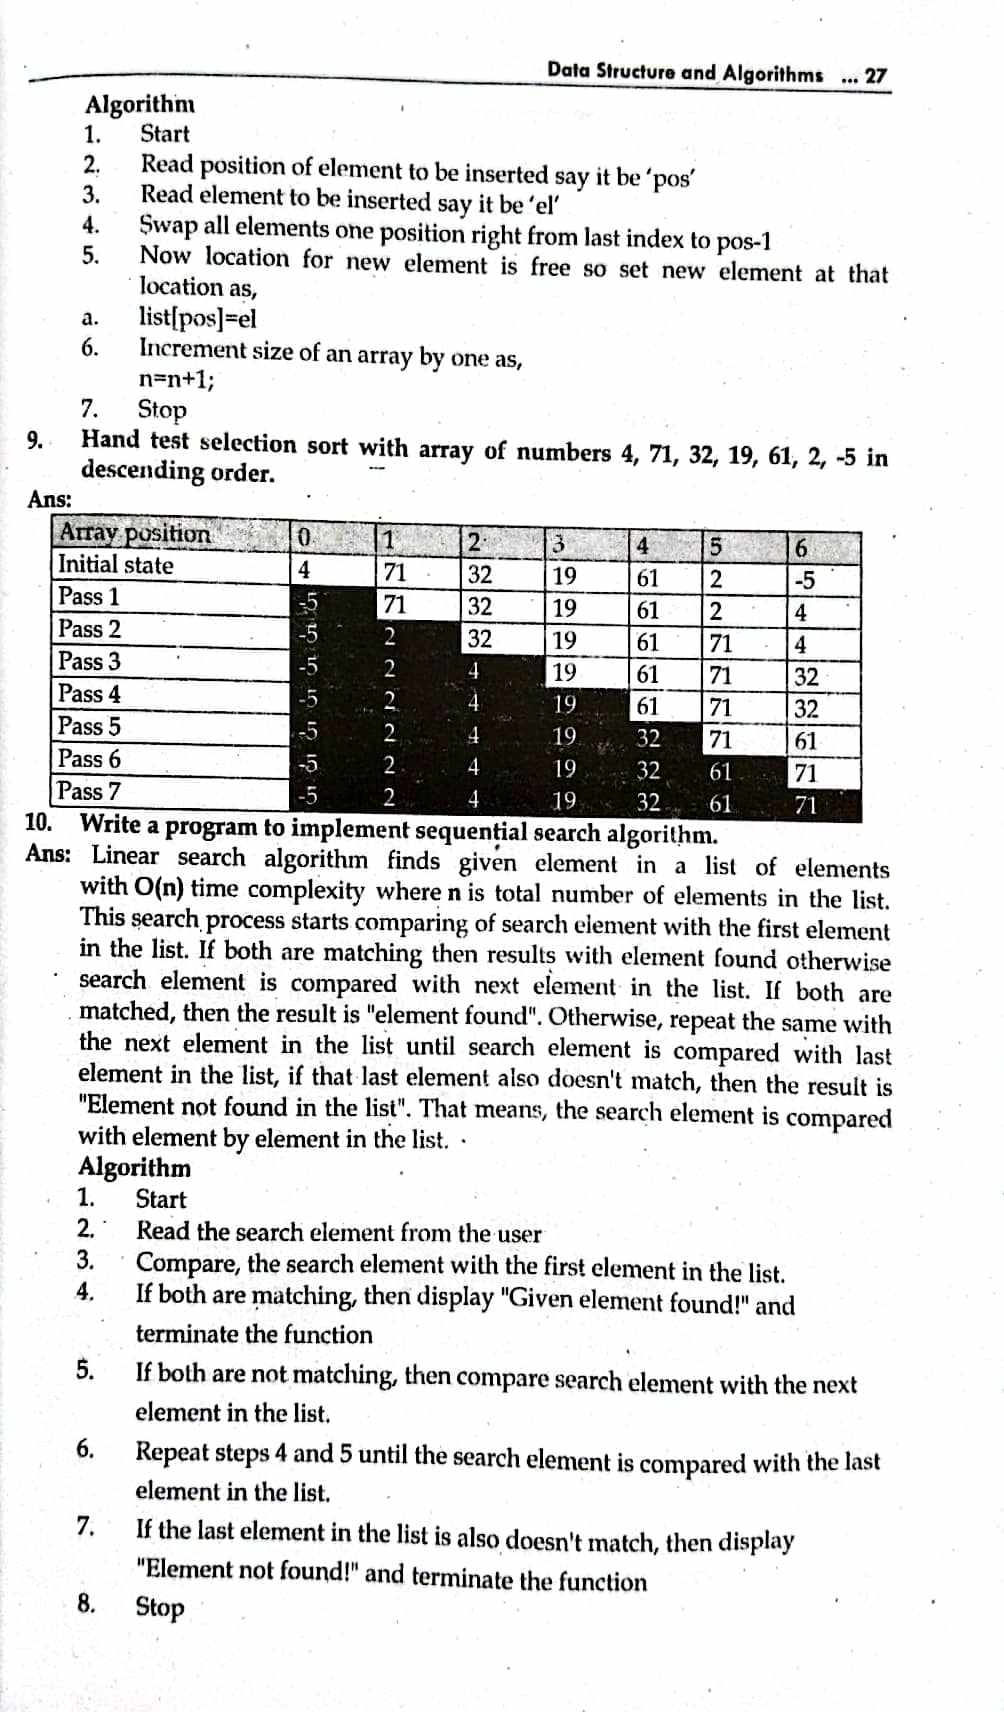 Data Structure and Algorithms ... 27
Algorithm
1. Start
2. Read position of element to be inserted say it be 'pos'
3. Read element to be inserted say it be 'el'
4. Swap all elements one position right from last index to pos-1
5. Now location for new element is free so set new element at that
location as,
a. list[pos]=el
6. Increment size of an array by one as,
n=n+1;
7. Stop
9. Hand test selection sort with array of numbers 4, 71, 32, 19, 61, 2, -5 in
descending order.
Ans:
Array position 0 1 2 3 4 5 6
Initial state 4 71 32 19 61 2 -5
Pass 1 -5 71 32 19 61 2 4
Pass 2 -5 2 32 19 61 71 4
Pass 3 -5 2 4 19 61 71 32
Pass 4 -5 2 4 19 61 71 32
Pass 5 -5 2 4 19 32 71 61
Pass 6 -5 2 4 19 32 61 71
Pass 7 -5 2 4 19 32 61 71
10. Write a program to implement sequential search algorithm.
Ans: Linear search algorithm finds given element in a list of elements
with O(n) time complexity where n is total number of elements in the list.
This search process starts comparing of search element with the first element
in the list. If both are matching then results with element found otherwise
search element is compared with next element in the list. If both are
matched, then the result is "element found". Otherwise, repeat the same with
the next element in the list until search element is compared with last
element in the list, if that last element also doesn't match, then the result is
"Element not found in the list". That means, the search element is compared
with element by element in the list.
Algorithm
1. Start
2. Read the search element from the user
3. Compare, the search element with the first element in the list.
4. If both are matching, then display "Given element found!" and
terminate the function
5. If both are not matching, then compare search element with the next
element in the list.
6. Repeat steps 4 and 5 until the search element is compared with the last
element in the list.
7. If the last element in the list is also doesn't match, then display
"Element not found!" and terminate the function
8. Stop